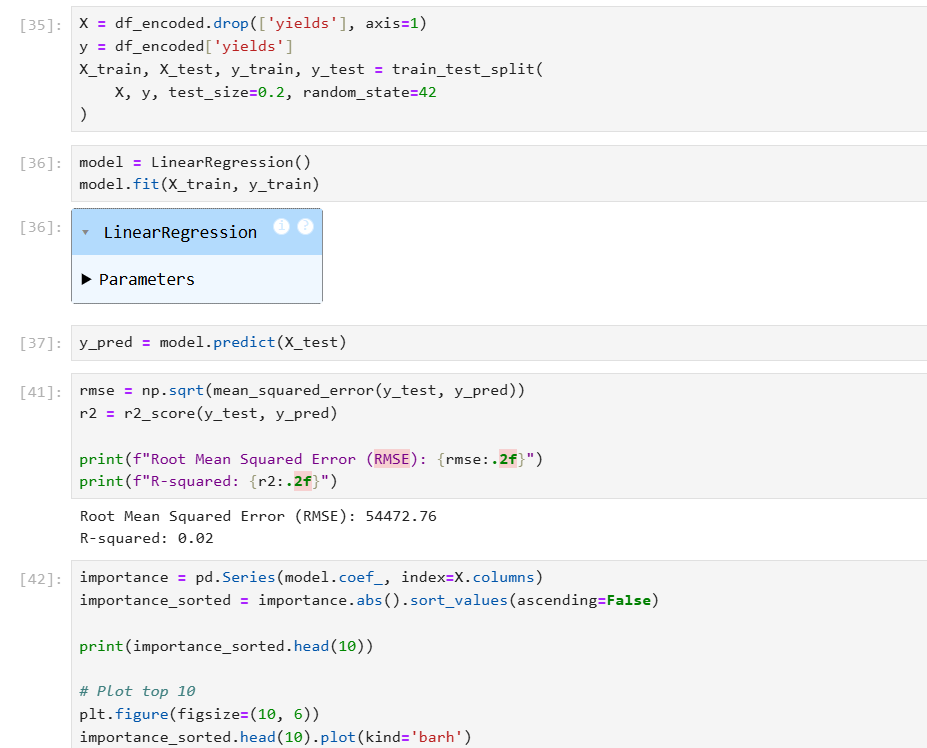 [35]: X = df_encoded.drop(['yields'], axis=1)
y = df_encoded['yields']
X_train, X_test, y_train, y_test = train_test_split(
    X, y, test_size=0.2, random_state=42
)
[36]: model = LinearRegression()
model.fit(X_train, y_train)
[36]: ▾ LinearRegression i ?
▶ Parameters
[37]: y_pred = model.predict(X_test)
[41]: rmse = np.sqrt(mean_squared_error(y_test, y_pred))
r2 = r2_score(y_test, y_pred)

print(f"Root Mean Squared Error (RMSE): {rmse:.2f}")
print(f"R-squared: {r2:.2f}")
Root Mean Squared Error (RMSE): 54472.76
R-squared: 0.02
[42]: importance = pd.Series(model.coef_, index=X.columns)
importance_sorted = importance.abs().sort_values(ascending=False)

print(importance_sorted.head(10))

# Plot top 10
plt.figure(figsize=(10, 6))
importance_sorted.head(10).plot(kind='barh')